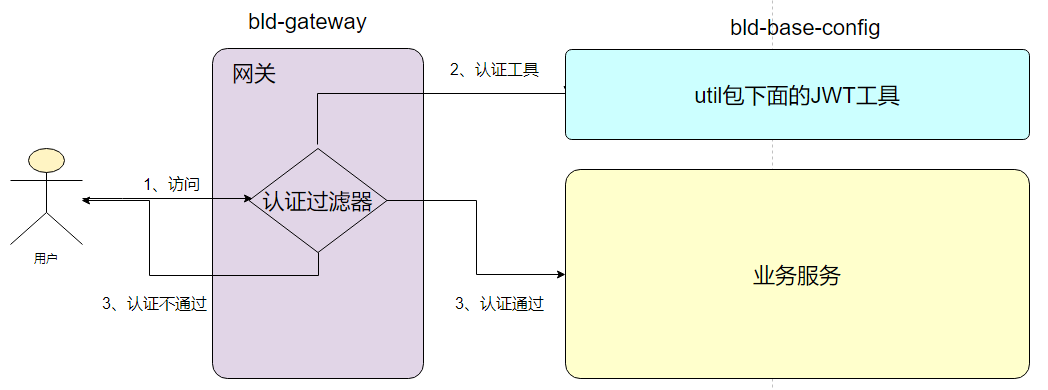 bld-gateway
bld-base-config
网关
2、认证工具
util包下面的JWT工具
1、访问
认证过滤器
用户
业务服务
3、认证不通过
3、认证通过